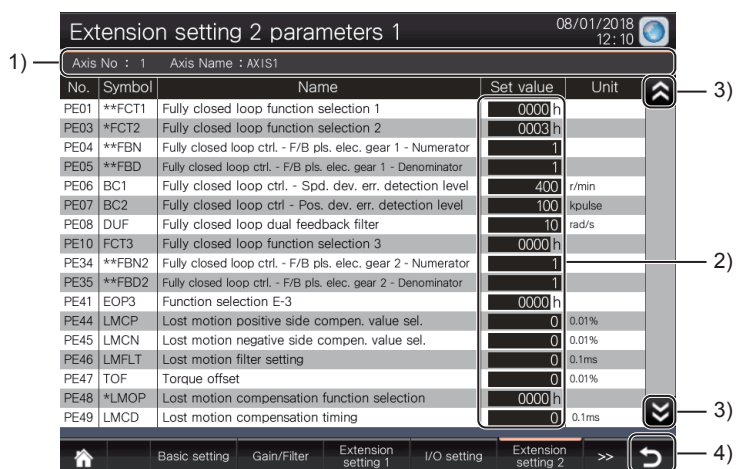 Extension setting 2 parameters 1
08/01/2018
12:10
1)
Axis No : 1 Axis Name : AXIS1
No. Symbol Name Set value Unit
3)
PE01 **FCT1 Fully closed loop function selection 1 0000 h
PE03 *FCT2 Fully closed loop function selection 2 0003 h
PE04 **FBN Fully closed loop ctrl. - F/B pls. elec. gear 1 - Numerator 1
PE05 **FBD Fully closed loop ctrl. - F/B pls. elec. gear 1 - Denominator 1
PE06 BC1 Fully closed loop ctrl. - Spd. dev. err. detection level 400 r/min
PE07 BC2 Fully closed loop ctrl - Pos. dev. err. detection level 100 kpulse
PE08 DUF Fully closed loop dual feedback filter 10 rad/s
PE10 FCT3 Fully closed loop function selection 3 0000 h
PE34 **FBN2 Fully closed loop ctrl. - F/B pls. elec. gear 2 - Numerator 1
2)
PE35 **FBD2 Fully closed loop ctrl. - F/B pls. elec. gear 2 - Denominator 1
PE41 EOP3 Function selection E-3 0000 h
PE44 LMCP Lost motion positive side compen. value sel. 0 0.01%
PE45 LMCN Lost motion negative side compen. value sel. 0 0.01%
PE46 LMFLT Lost motion filter setting 0 0.1ms
PE47 TOF Torque offset 0 0.01%
PE48 *LMOP Lost motion compensation function selection 0000 h
PE49 LMCD Lost motion compensation timing 0 0.1ms
3)
Basic setting Gain/Filter Extension setting 1 I/O setting Extension setting 2 >>
4)